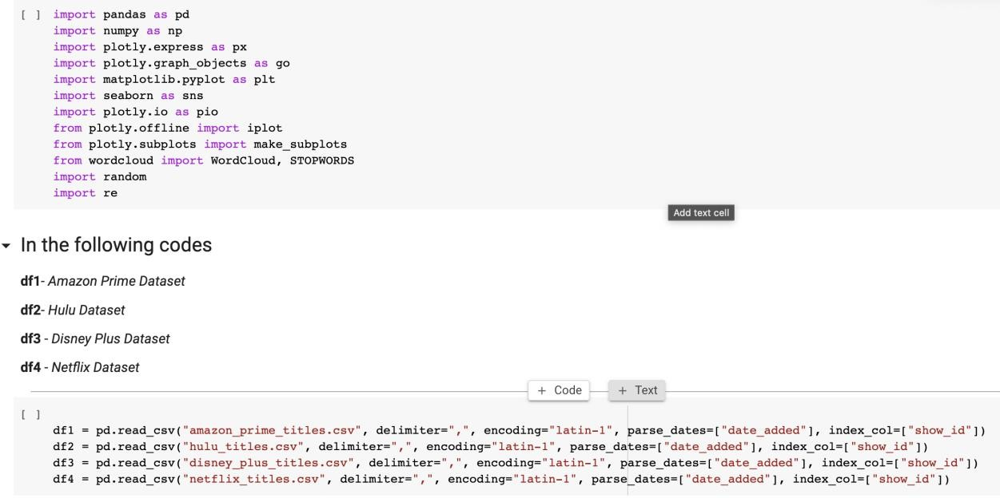 [ ] import pandas as pd
import numpy as np
import plotly.express as px
import plotly.graph_objects as go
import matplotlib.pyplot as plt
import seaborn as sns
import plotly.io as pio
from plotly.offline import iplot
from plotly.subplots import make_subplots
from wordcloud import WordCloud, STOPWORDS
import random
import re
Add text cell
In the following codes
df1- Amazon Prime Dataset
df2- Hulu Dataset
df3 - Disney Plus Dataset
df4 - Netflix Dataset
+ Code + Text
[ ]
df1 = pd.read_csv("amazon_prime_titles.csv", delimiter=",", encoding="latin-1", parse_dates=["date_added"], index_col=["show_id"])
df2 = pd.read_csv("hulu_titles.csv", delimiter=",", encoding="latin-1", parse_dates=["date_added"], index_col=["show_id"])
df3 = pd.read_csv("disney_plus_titles.csv", delimiter=",", encoding="latin-1", parse_dates=["date_added"], index_col=["show_id"])
df4 = pd.read_csv("netflix_titles.csv", delimiter=",", encoding="latin-1", parse_dates=["date_added"], index_col=["show_id"])